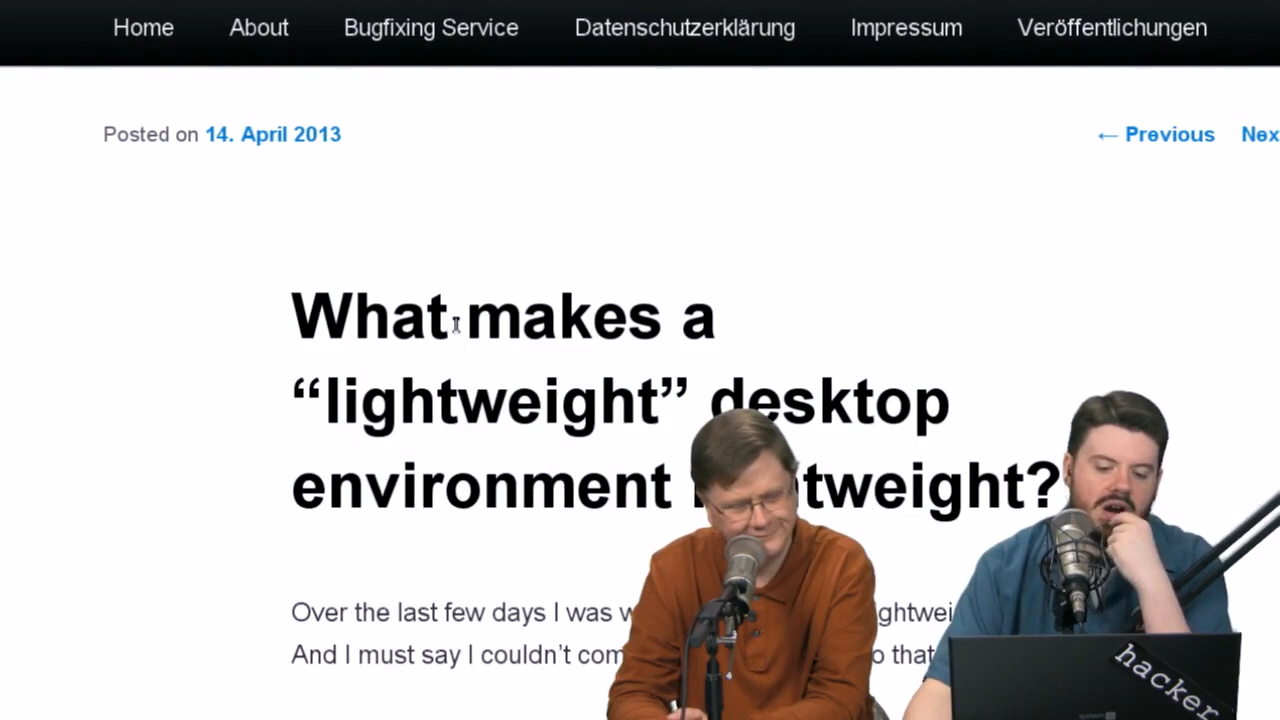 Home About Bugfixing Service Datenschutzerklärung Impressum Veröffentlichungen
Posted on 14. April 2013 ← Previous Nex
What makes a
“lightweight” desktop
environment tweight?
Over the last few days I was ghtwei
And I must say I couldn’t com o that
hacker